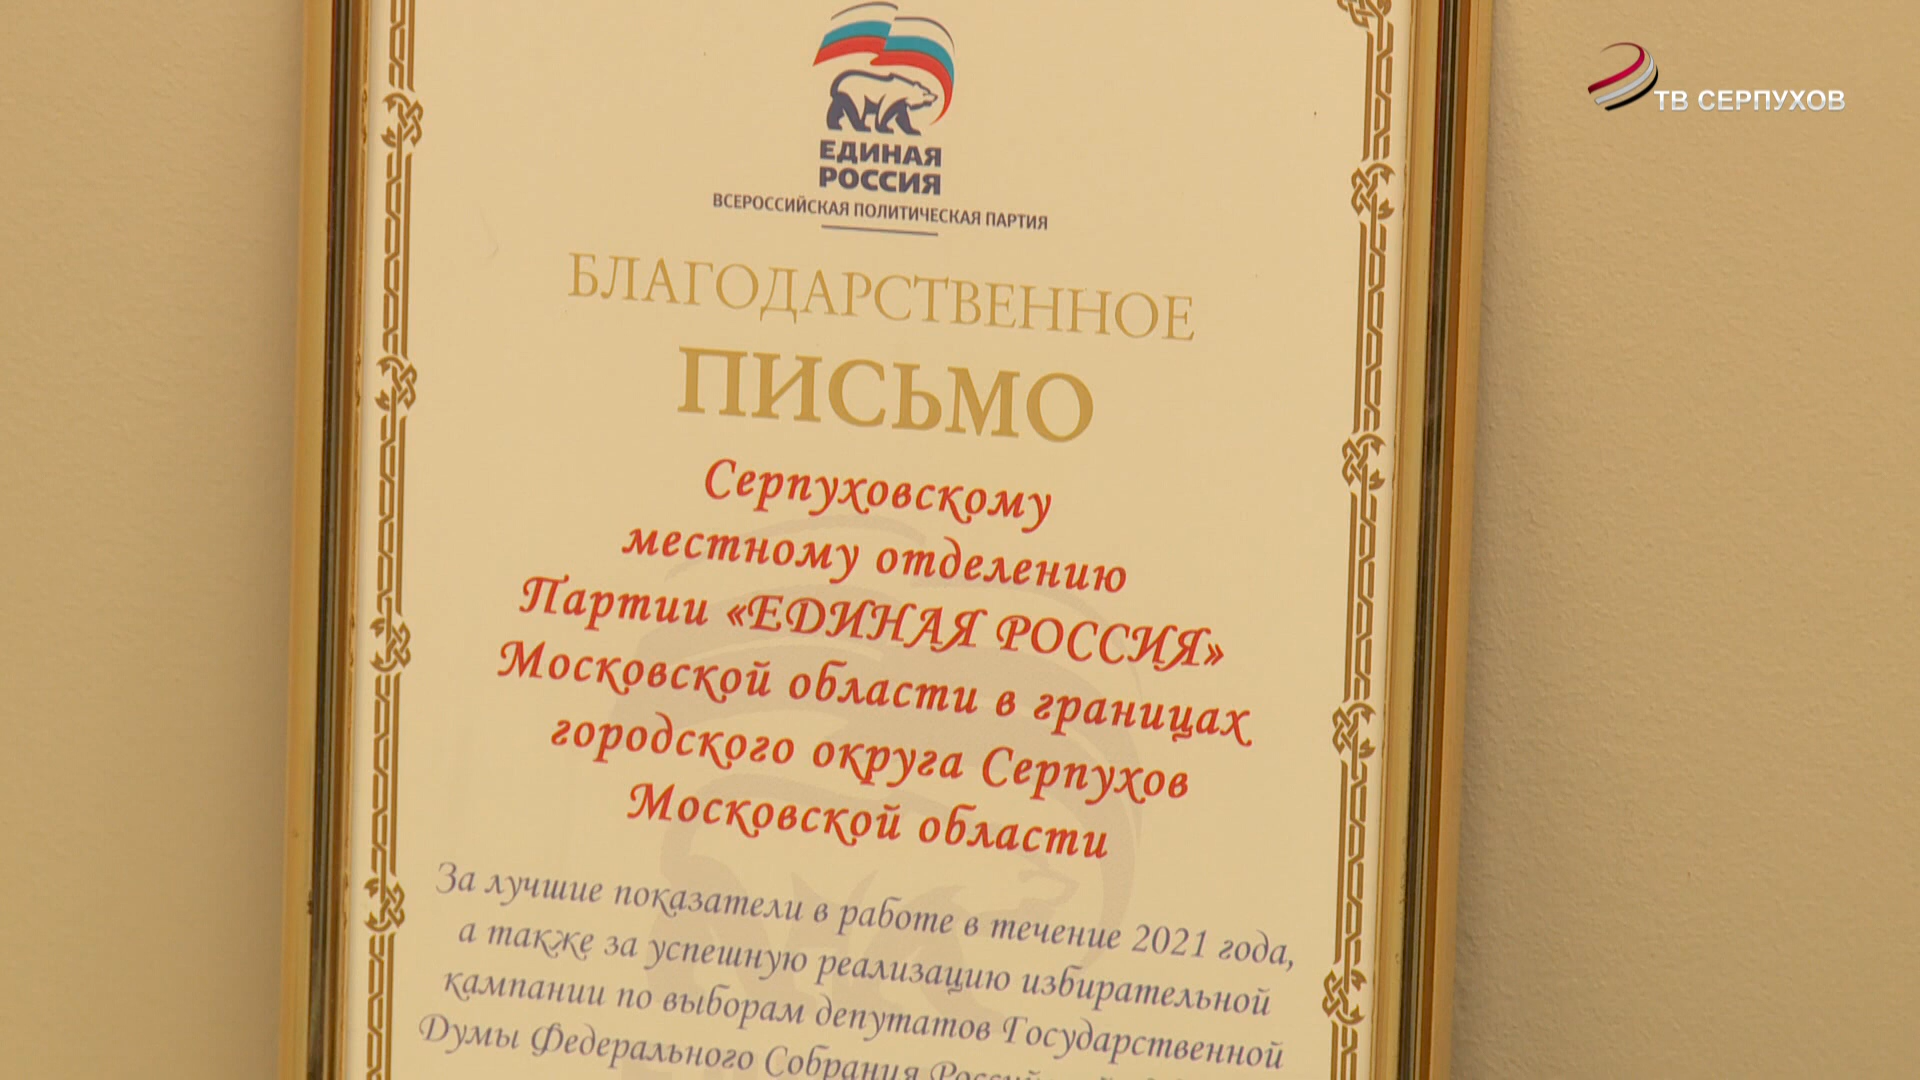 ТВ СЕРПУХОВ
ЕДИНАЯ
РОССИЯ
ВСЕРОССИЙСКАЯ ПОЛИТИЧЕСКАЯ ПАРТИЯ
БЛАГОДАРСТВЕННОЕ
ПИСЬМО
Серпуховскому
местному отделению
Партии «ЕДИНАЯ РОССИЯ»
Московской области в границах
городского округа Серпухов
Московской области
За лучшие показатели в работе в течение 2021 года,
а также за успешную реализацию избирательной
кампании по выборам депутатов Государственной
Думы Федерального Собрания